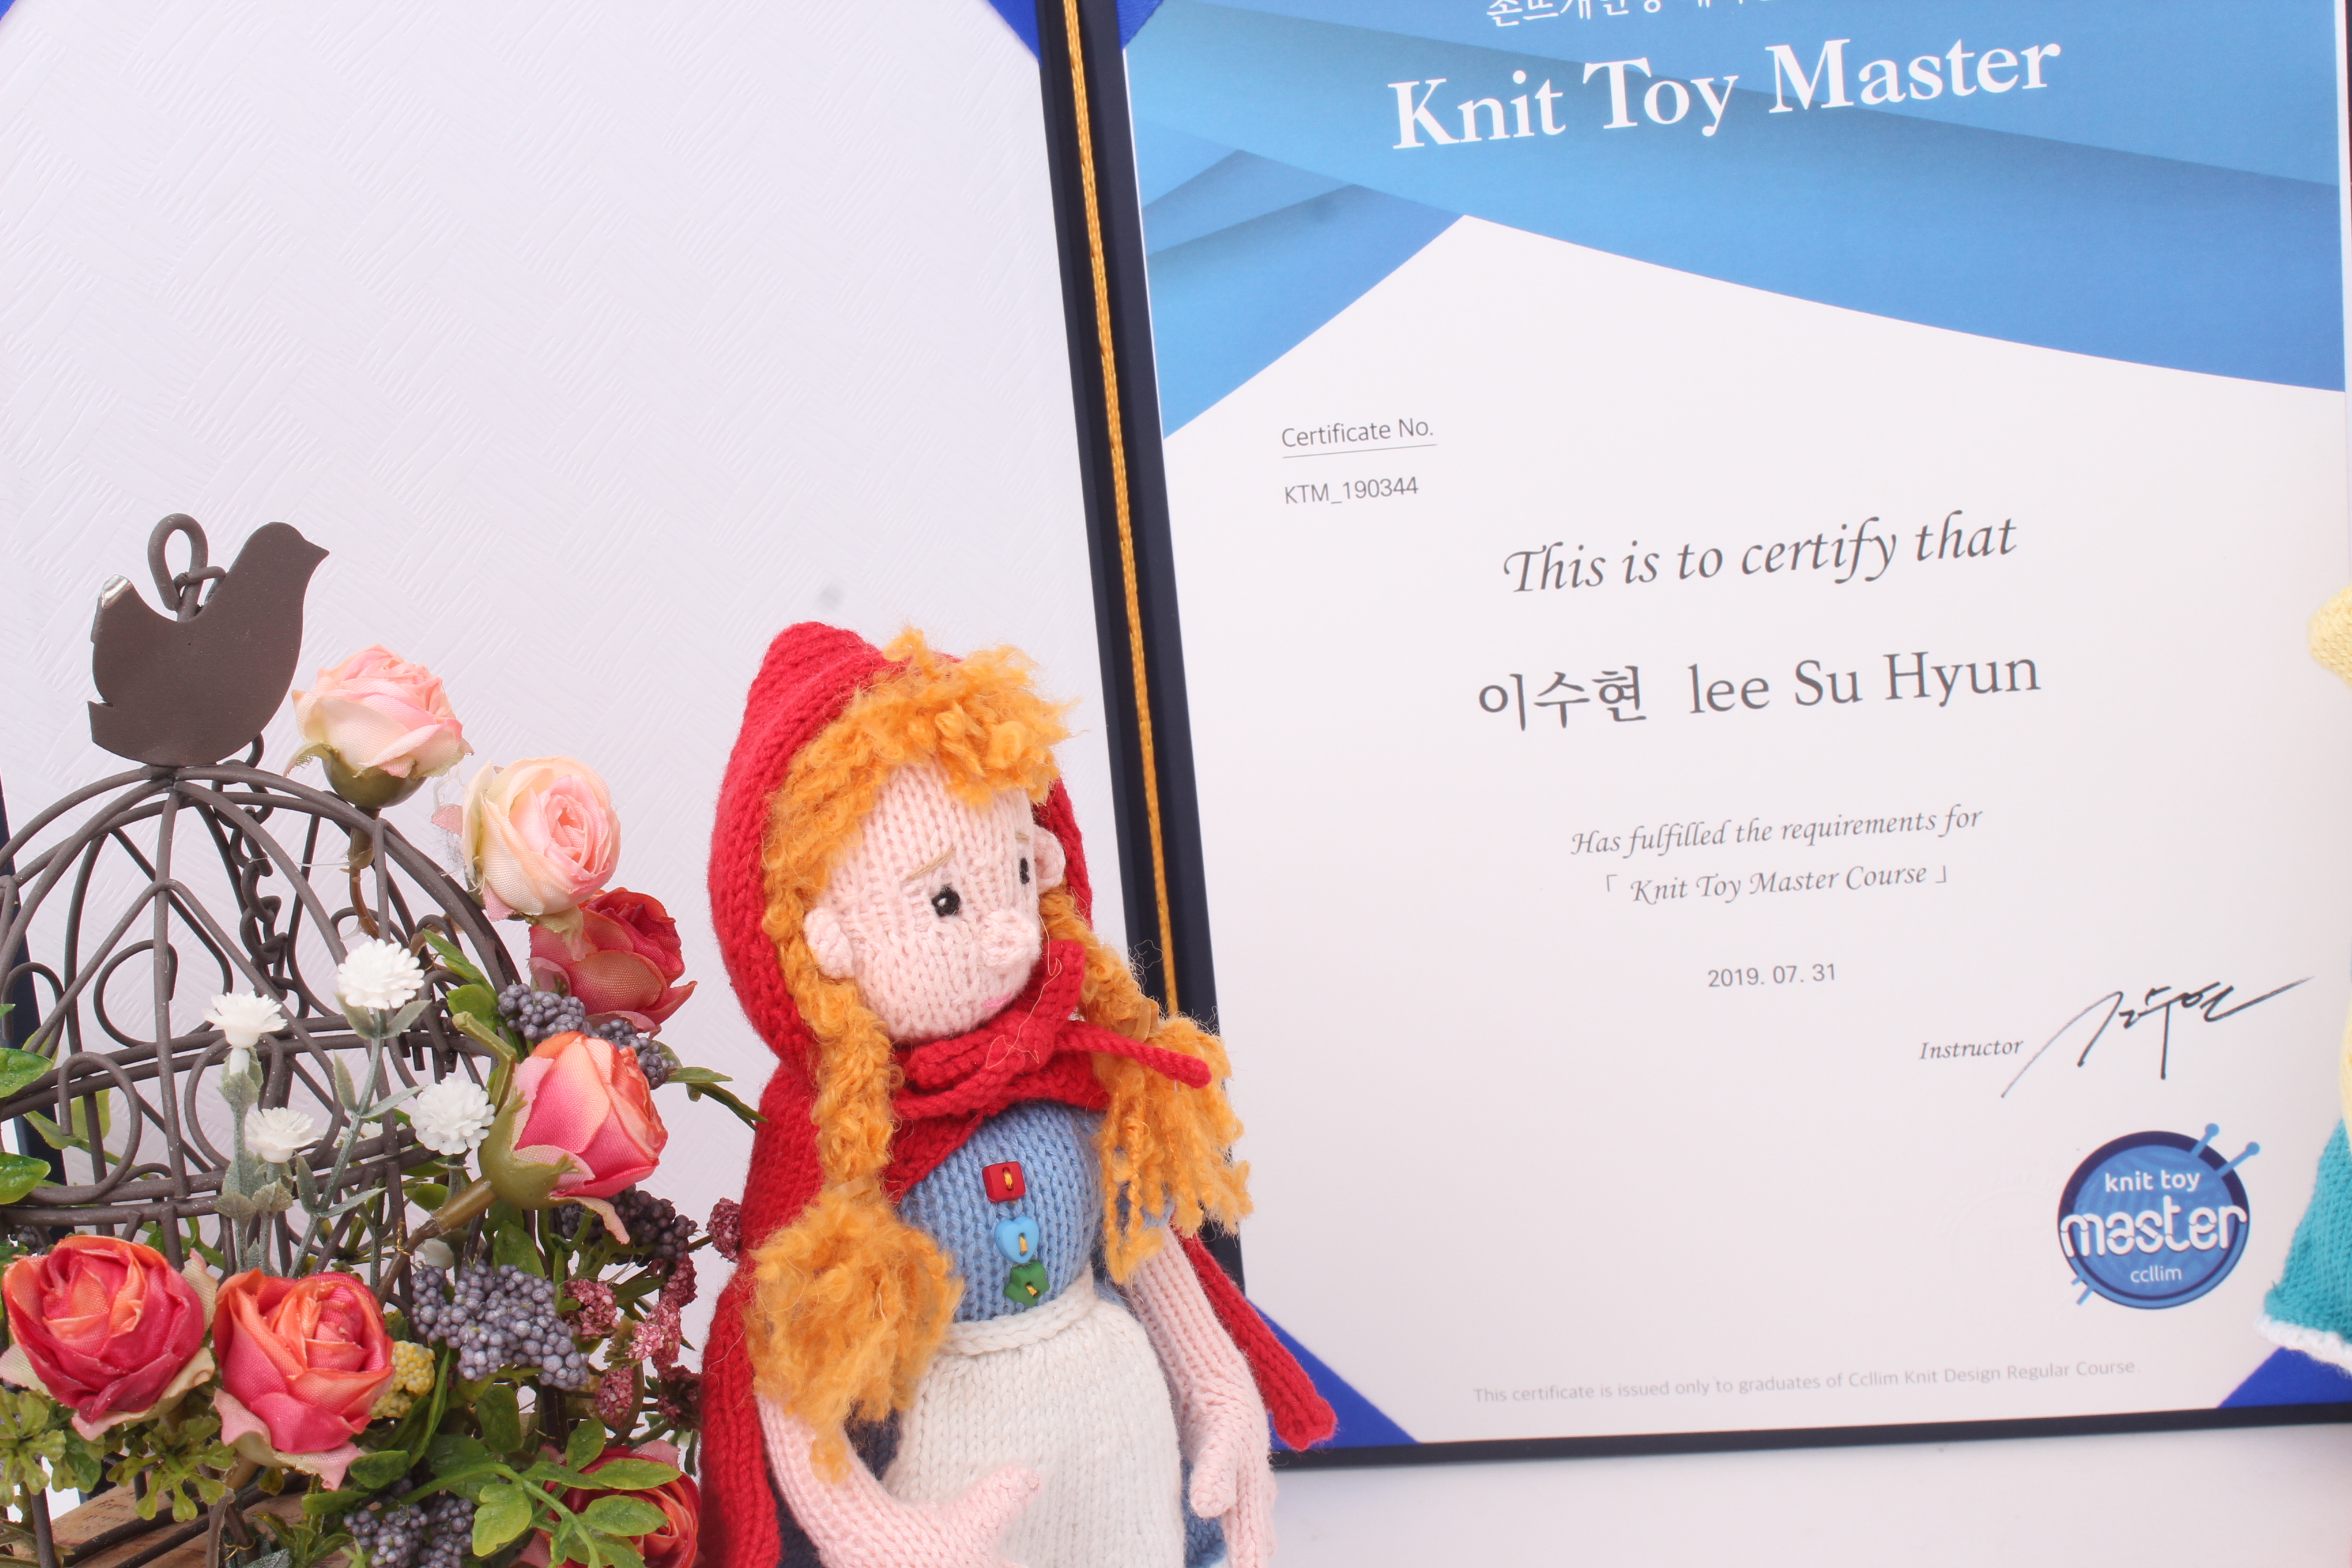 Knit Toy Master
Certificate No.
KTM_190344
This is to certify that
이수현 lee Su Hyun
Has fulfilled the requirements for
「 Knit Toy Master Course 」
2019. 07. 31
Instructor
knit toy
master
ccllim
This certificate is issued only to graduates of Ccllim Knit Design Regular Course.